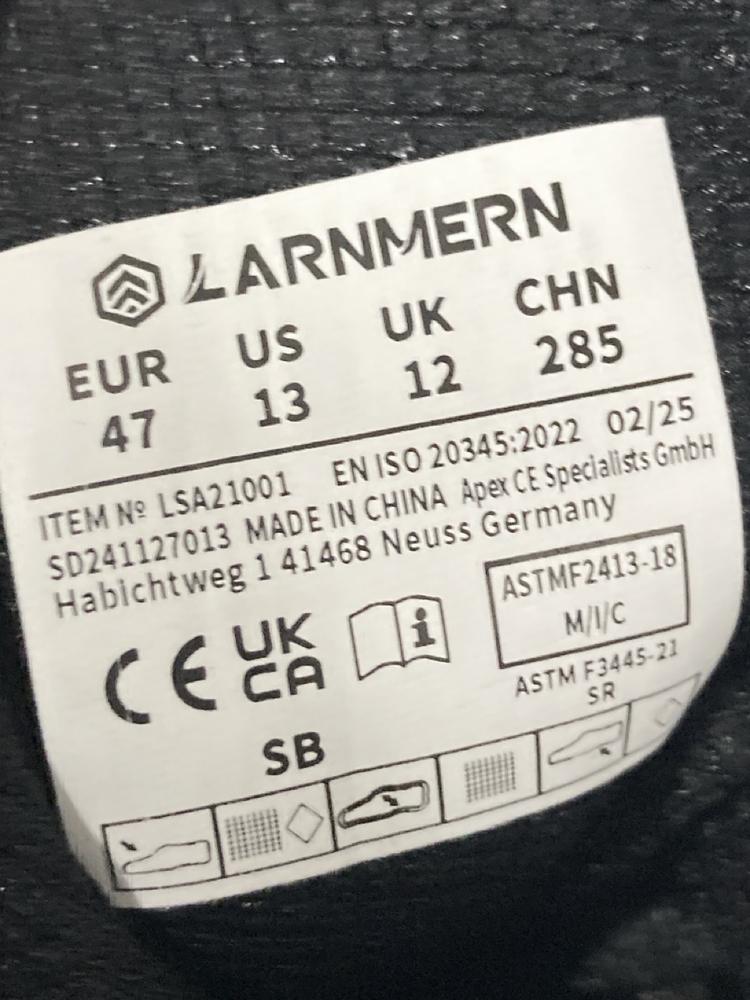 LARNMERN
EUR US UK CHN
47 13 12 285
ITEM № LSA21001 EN ISO 20345:2022 02/25
SD241127013 MADE IN CHINA Apex CE Specialists GmbH
Habichtweg 1 41468 Neuss Germany
CE UK CA i
ASTMF2413-18
M/I/C
ASTM F3445-21
SR
SB